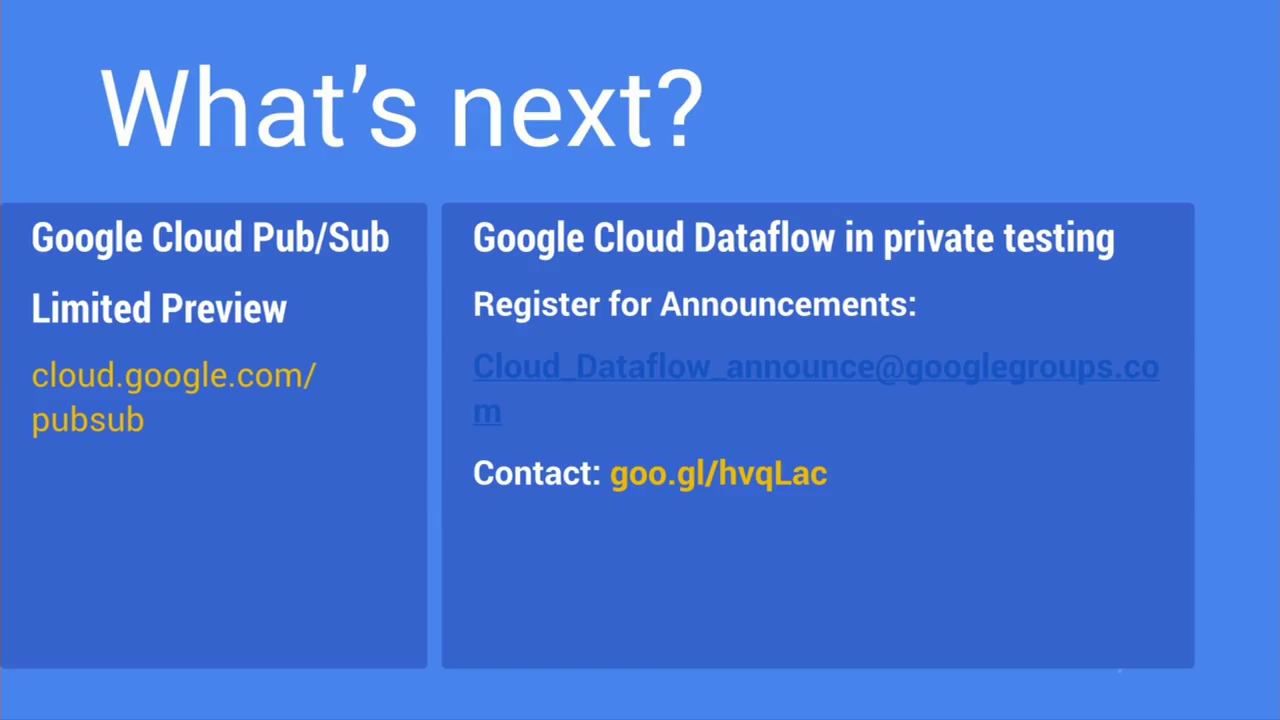 What’s next?
Google Cloud Pub/Sub
Limited Preview
cloud.google.com/
pubsub
Google Cloud Dataflow in private testing
Register for Announcements:
Cloud_Dataflow_announce@googlegroups.co
m
Contact: goo.gl/hvqLac